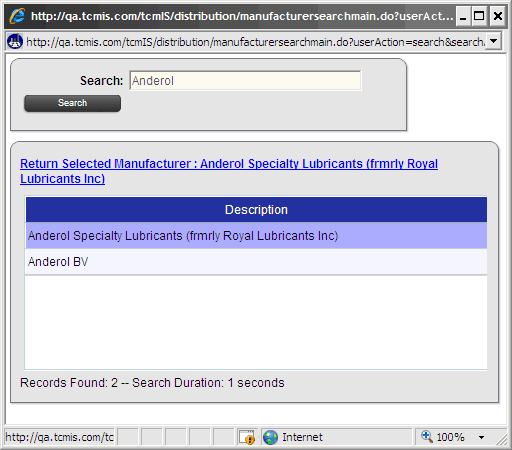 http://qa.tcmis.com/tcmIS/distribution/manufacturersearchmain.do?userAct...
http://qa.tcmis.com/tcmIS/distribution/manufacturersearchmain.do?userAction=search&search
Search: Anderol
Search
Return Selected Manufacturer : Anderol Specialty Lubricants (frmrly Royal
Lubricants Inc)
Description
Anderol Specialty Lubricants (frmrly Royal Lubricants Inc)
Anderol BV
Records Found: 2 -- Search Duration: 1 seconds
http://qa.tcmis.com/tc Internet 100%